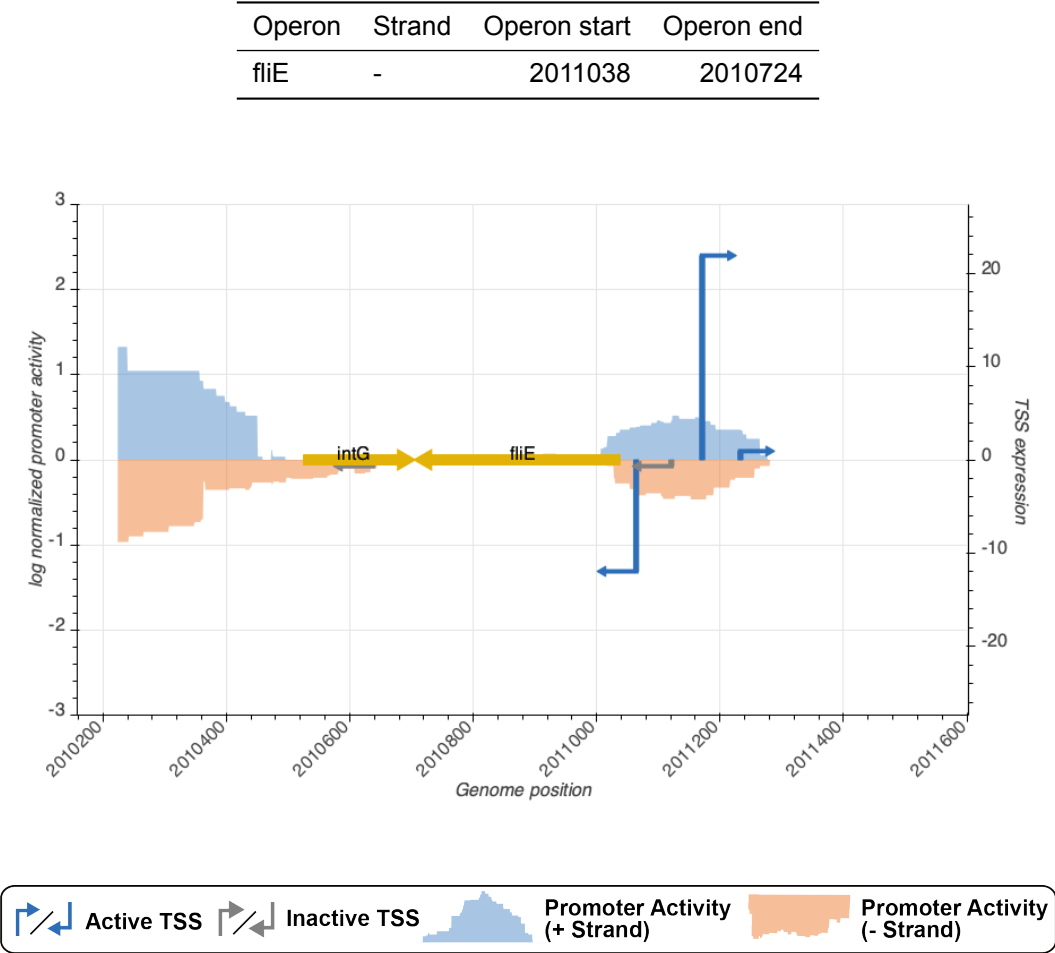 Operon Strand Operon start Operon end
fliE - 2011038 2010724
3
2
1
0
-1
-2
-3
log normalized promoter activity
intG
fliE
20
10
0
-10
-20
TSS expression
2010200 2010400 2010600 2010800 2011000 2011200 2011400 2011600
Genome position
Active TSS
Inactive TSS
Promoter Activity
(+ Strand)
Promoter Activity
(- Strand)